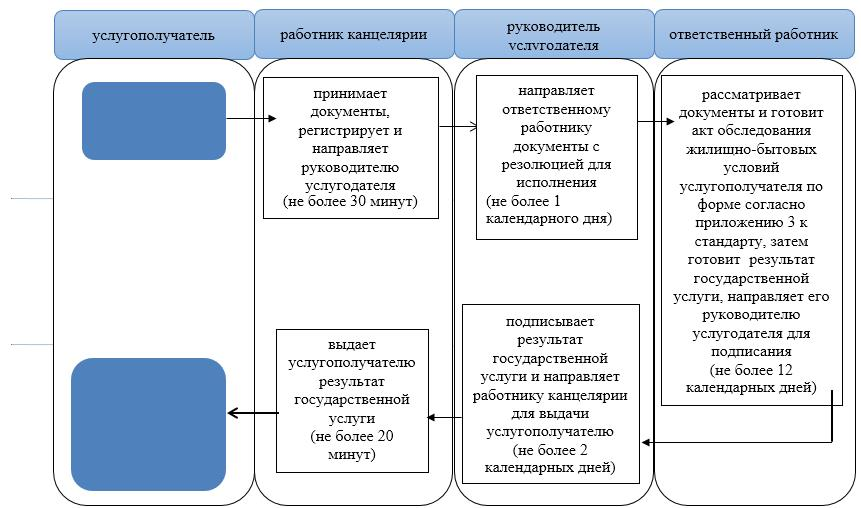 услугополучатель
работник канцелярии
руководитель
услугодателя
ответственный работник
принимает
документы,
регистрирует и
направляет
руководителю
услугодателя
(не более 30 минут)
направляет
ответственному
работнику
документы с
резолюцией для
исполнения
(не более 1
календарного дня)
рассматривает
документы и готовит
акт обследования
жилищно-бытовых
условий
услугополучателя по
форме согласно
приложению 3 к
стандарту, затем
готовит результат
государственной
услуги, направляет его
руководителю
услугодателя для
подписания
(не более 12
календарных дней)
подписывает
результат
государственной
услуги и направляет
работнику канцелярии
для выдачи
услугополучателю
(не более 2
календарных дней)
выдает
услугополучателю
результат
государственной
услуги
(не более 20
минут)